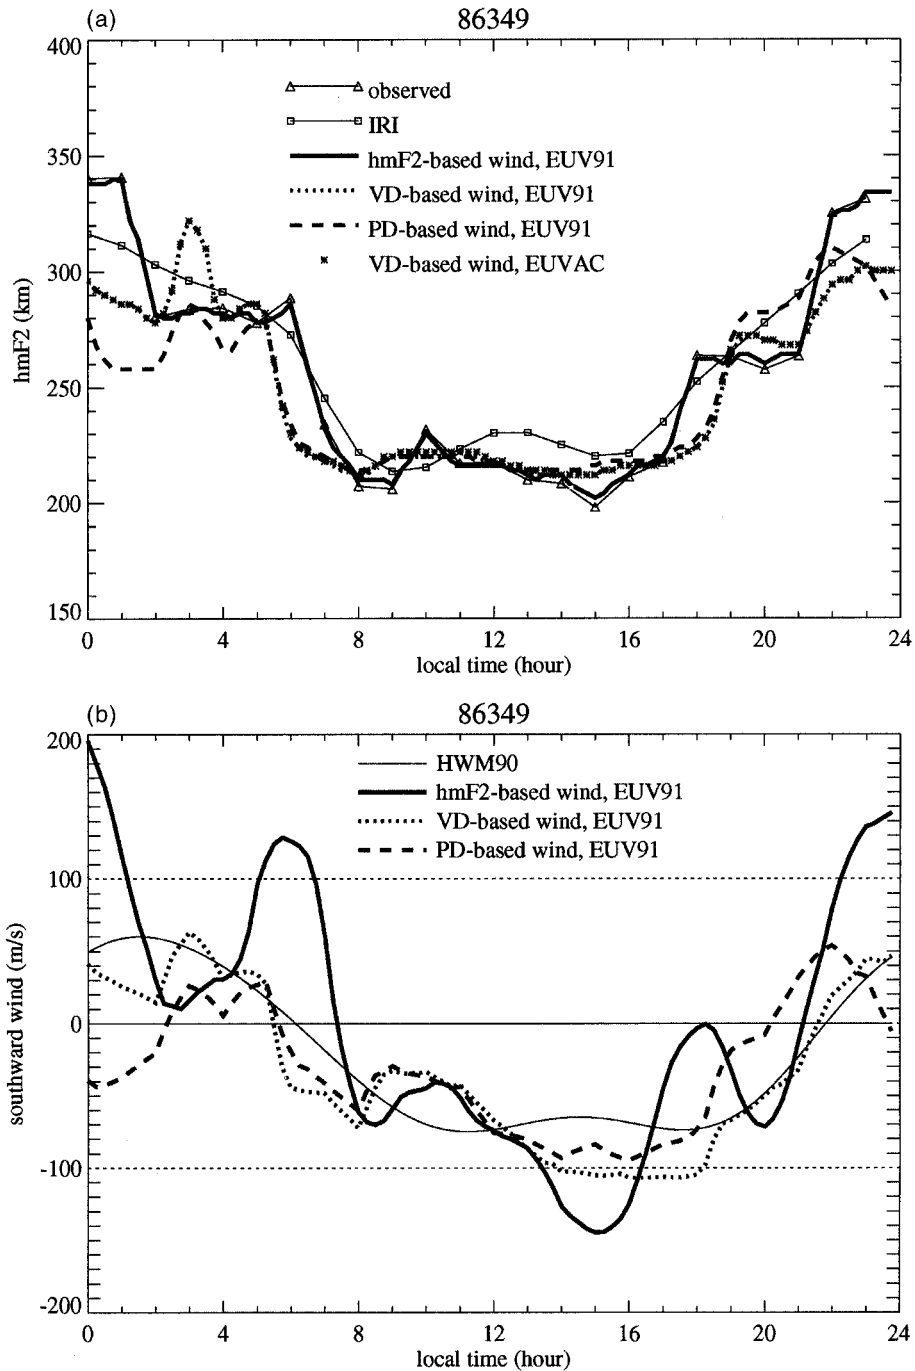 (a)
86349
400
350
300
250
200
150
hmF2 (km)
observed
IRI
hmF2-based wind, EUV91
VD-based wind, EUV91
PD-based wind, EUV91
VD-based wind, EUVAC
0 4 8 12 16 20 24
local time (hour)
(b)
86349
200
100
0
-100
-200
southward wind (m/s)
HWM90
hmF2-based wind, EUV91
VD-based wind, EUV91
PD-based wind, EUV91
0 4 8 12 16 20 24
local time (hour)